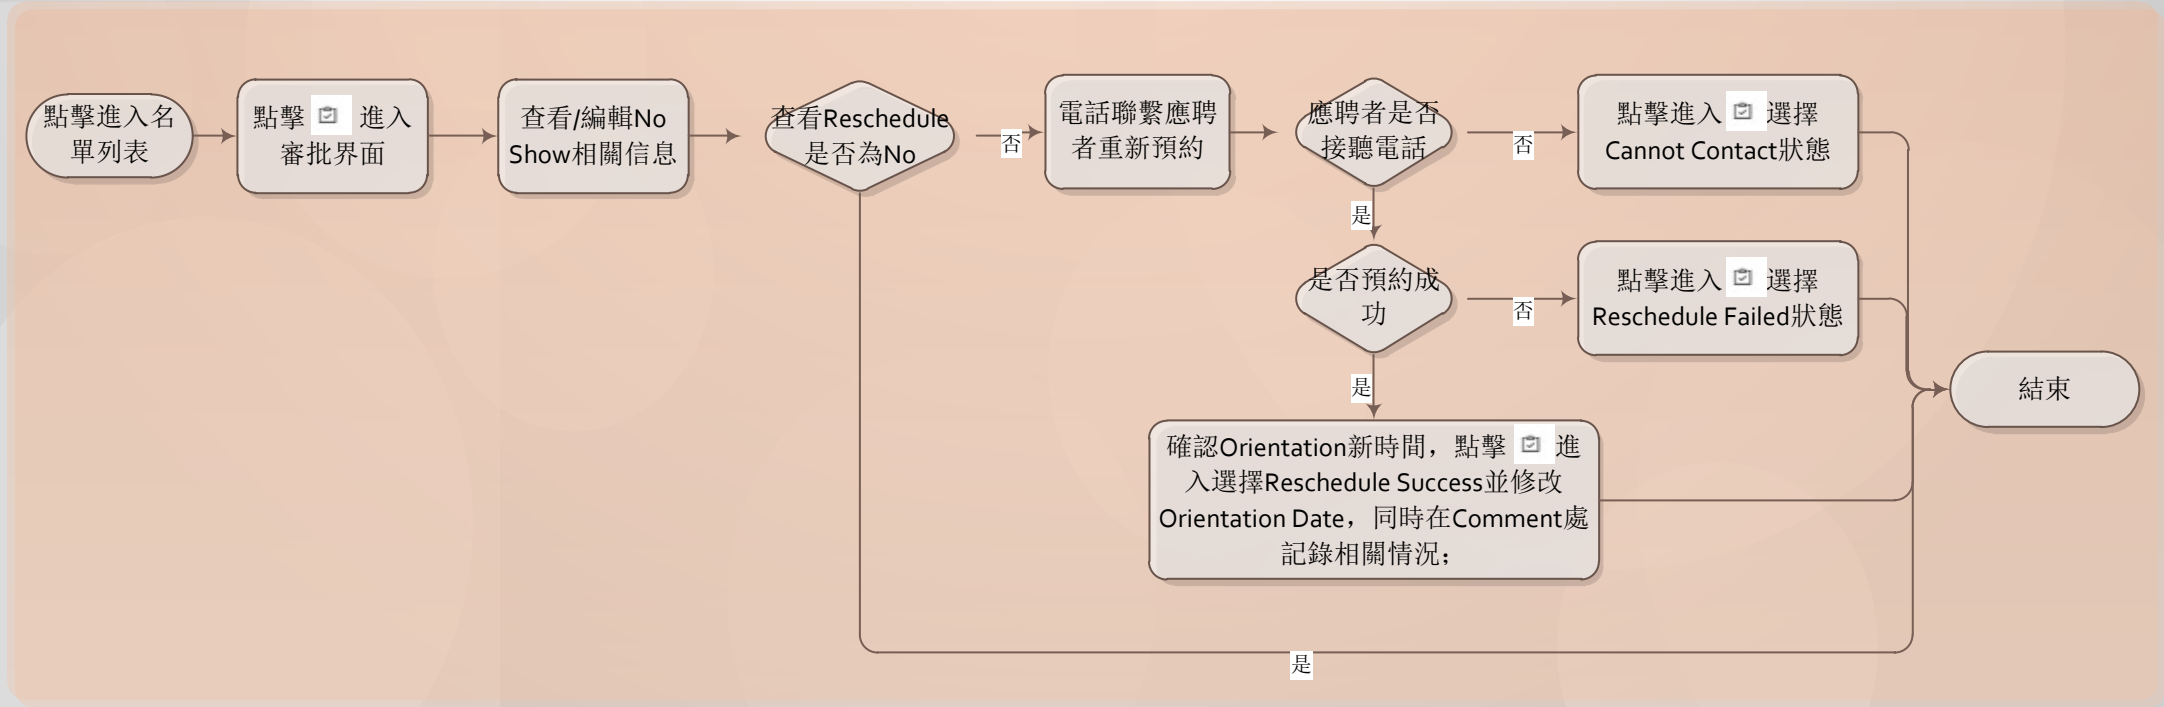 點擊進入名
單列表
點擊 進入
審批界面
查看/編輯No
Show相關信息
查看Reschedule
是否為No
否
電話聯繫應聘
者重新預約
應聘者是否
接聽電話
否
點擊進入 選擇
Cannot Contact狀態
是
是否預約成
功
否
點擊進入 選擇
Reschedule Failed狀態
是
確認Orientation新時間，點擊 進
入選擇Reschedule Success並修改
Orientation Date，同時在Comment處
記錄相關情況；
結束
是